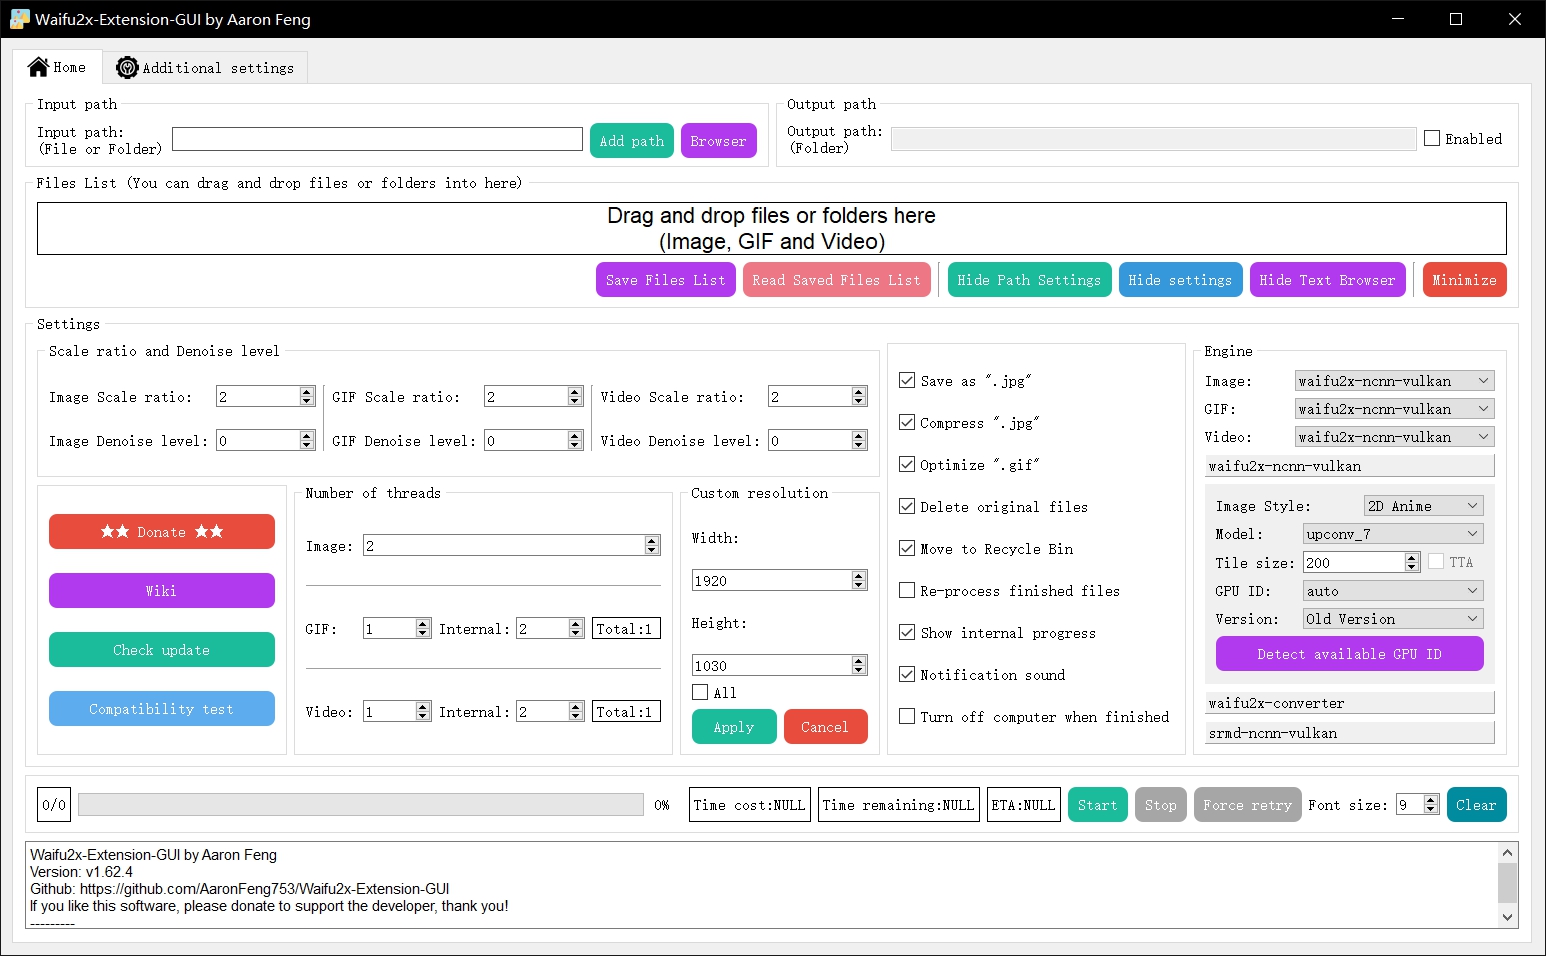 Waifu2x-Extension-GUI by Aaron Feng
Home
Additional settings
Input path
Input path:
(File or Folder)
Add path
Browser
Output path
Output path:
(Folder)
Enabled
Files List (You can drag and drop files or folders into here)
Drag and drop files or folders here
(Image, GIF and Video)
Save Files List
Read Saved Files List
Hide Path Settings
Hide settings
Hide Text Browser
Minimize
Settings
Scale ratio and Denoise level
Image Scale ratio: 2
GIF Scale ratio: 2
Video Scale ratio: 2
Image Denoise level: 0
GIF Denoise level: 0
Video Denoise level: 0
★★ Donate ★★
Wiki
Check update
Compatibility test
Number of threads
Image: 2
GIF: 1 Internal: 2 Total:1
Video: 1 Internal: 2 Total:1
Custom resolution
Width:
1920
Height:
1030
All
Apply
Cancel
Save as ".jpg"
Compress ".jpg"
Optimize ".gif"
Delete original files
Move to Recycle Bin
Re-process finished files
Show internal progress
Notification sound
Turn off computer when finished
Engine
Image: waifu2x-ncnn-vulkan
GIF: waifu2x-ncnn-vulkan
Video: waifu2x-ncnn-vulkan
waifu2x-ncnn-vulkan
Image Style: 2D Anime
Model: upconv_7
Tile size: 200 TTA
GPU ID: auto
Version: Old Version
Detect available GPU ID
waifu2x-converter
srmd-ncnn-vulkan
0/0
0%
Time cost:NULL
Time remaining:NULL
ETA:NULL
Start
Stop
Force retry
Font size: 9
Clear
Waifu2x-Extension-GUI by Aaron Feng
Version: v1.62.4
Github: https://github.com/AaronFeng753/Waifu2x-Extension-GUI
If you like this software, please donate to support the developer, thank you!
---------